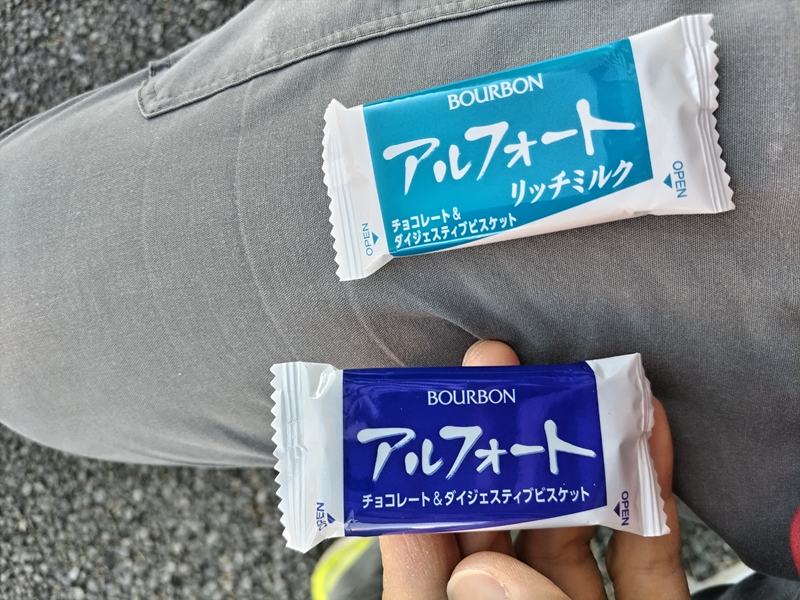 BOURBON
アルフォート
リッチミルク
チョコレート&
ダイジェスティブビスケット
OPEN
OPEN
BOURBON
アルフォート
チョコレート&ダイジェスティブビスケット
OPEN
OPEN